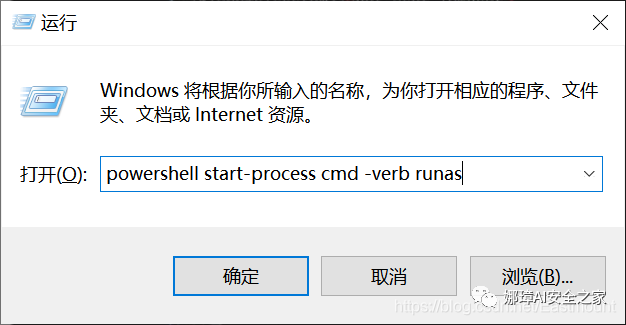 运行
Windows 将根据你所输入的名称，为你打开相应的程序、文件
夹、文档或 Internet 资源。
打开(O):
powershell start-process cmd -verb runas
确定
取消
浏览(B)...
娜璋AI安全之家
https://blog.csdn.net/Eastmount